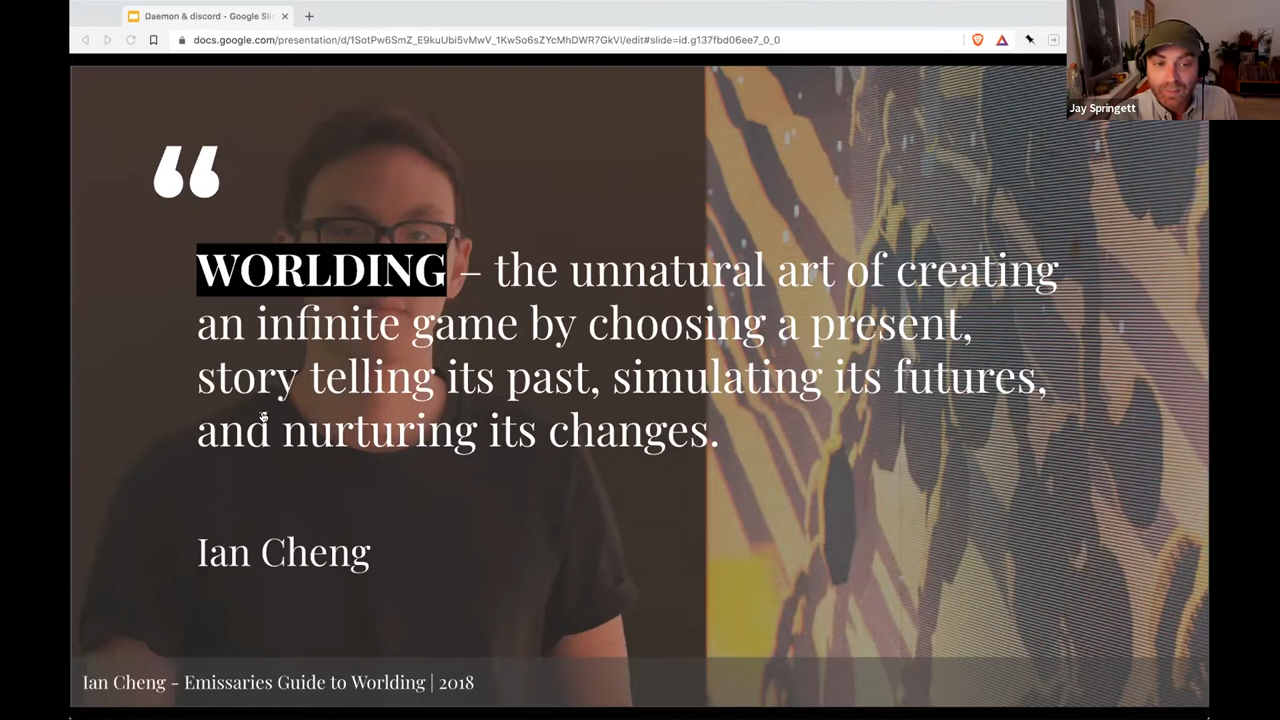 Daemon & discord - Google Sli
docs.google.com/presentation/d/1SotPw6SmZ_E9kuUbi5vMwV_1KwSo6sZYcMhDWR7GkVI/edit#slide=id.g137fbd06ee7_0_0
Jay Springett
“
WORLDING – the unnatural art of creating
an infinite game by choosing a present,
story telling its past, simulating its futures,
and nurturing its changes.
Ian Cheng
Ian Cheng - Emissaries Guide to Worlding | 2018